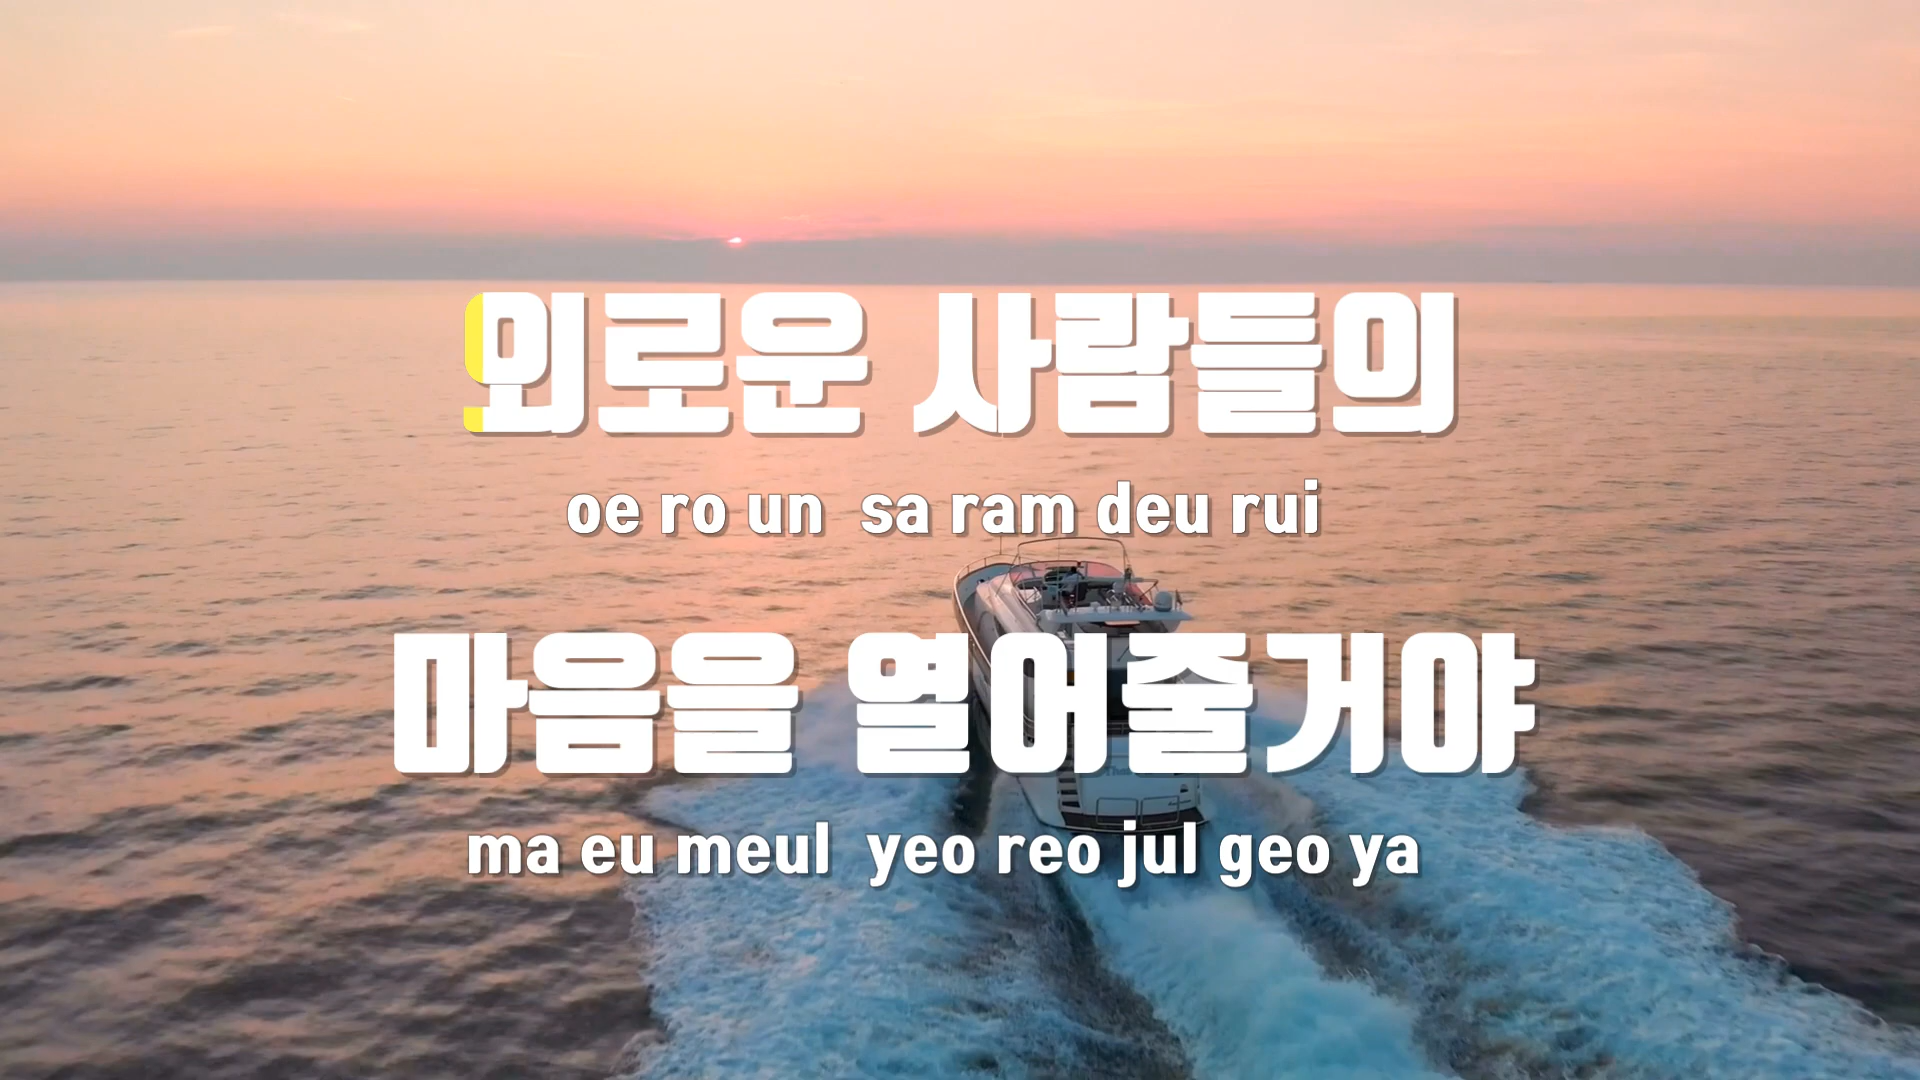 외로운 사람들의
oe ro un sa ram deu rui
마음을 열어줄거야
ma eu meul yeo reo jul geo ya